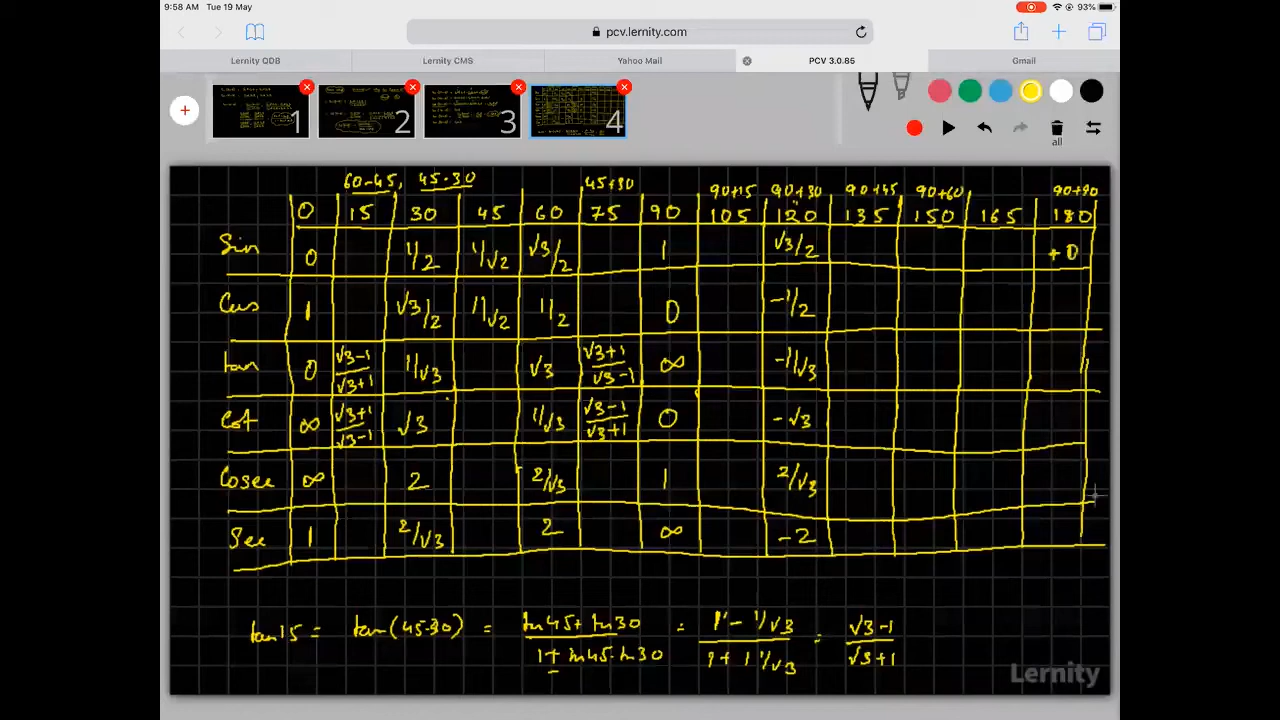 9:58 AM Tue 19 May 93%
pcv.lernity.com
Lernity QDB Lernity CMS Yahoo Mail PCV 3.0.85 Gmail
1 2 3 4
all
60-45, 45-30 45+30 90+15 90+30 90+45 90+60 90+90
0 15 30 45 60 75 90 105 120 135 150 165 180
Sin 0 1/2 1/√2 √3/2 1 √3/2 +0
Cos 1 √3/2 1/√2 1/2 0 -1/2
tan 0 √3-1/√3+1 1/√3 √3 √3+1/√3-1 ∞ -1/√3
Cot ∞ √3+1/√3-1 √3 1/√3 √3-1/√3+1 0 -√3
Cosec ∞ 2 2/√3 1 2/√3
Sec 1 2/√3 2 ∞ -2
tan15 = tan(45-30) = tn45+ tn30 / 1+ tn45.tn30 = 1 - 1/√3 / 1+ 1 1/√3 = √3-1 / √3+1
Lernity